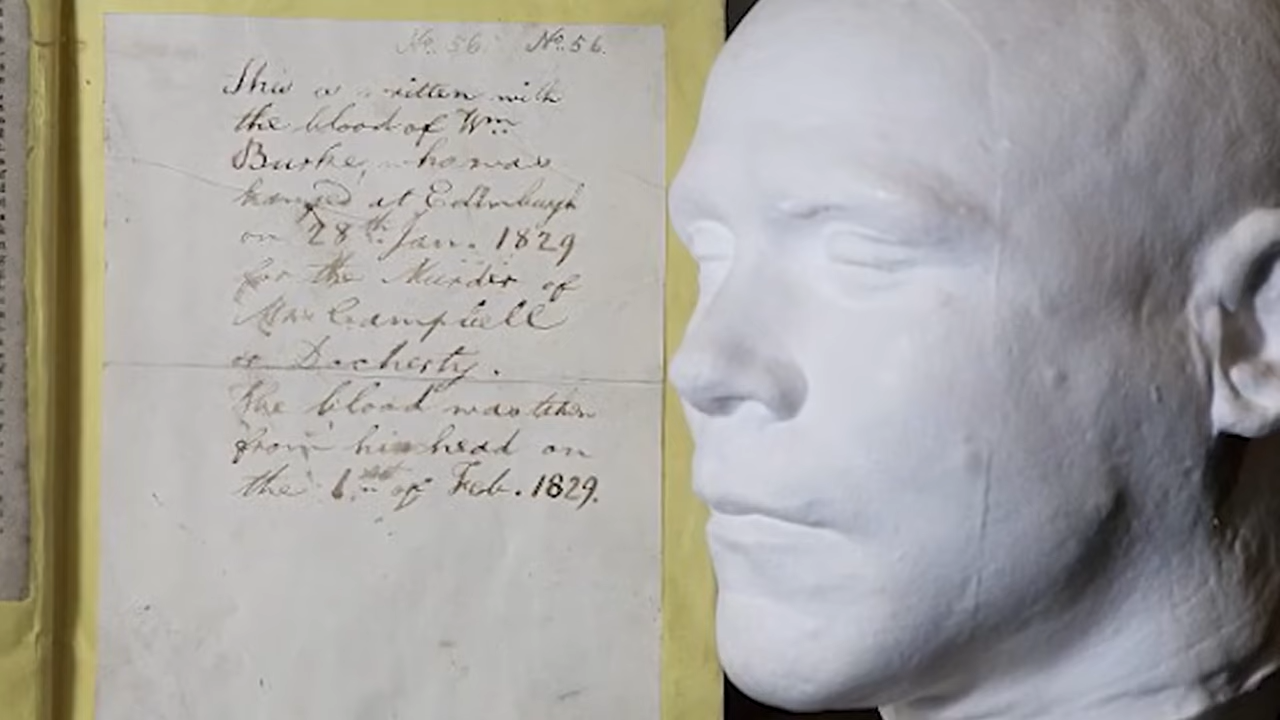 No. 56. No. 56.
This is written with
the blood of Wm
Burke, who was
hanged at Edinburgh
on 28th Jan. 1829
for the Murder of
Mrs Campbell
or Docherty.
The blood was taken
from his head on
the 1st of Feb. 1829.